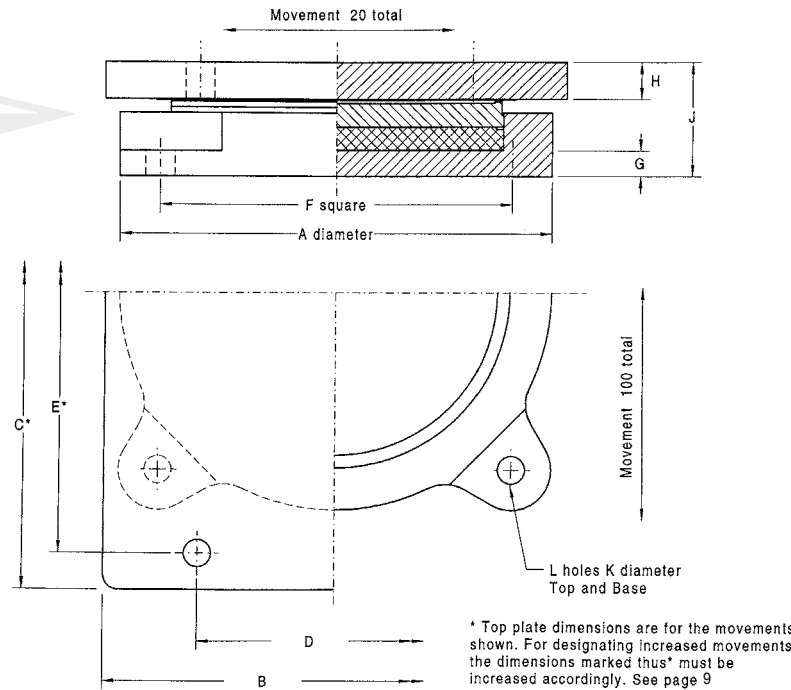 Movement 20 total
H
J
G
F square
A diameter
C*
E*
Movement 100 total
L holes K diameter
Top and Base
D
B
* Top plate dimensions are for the movements
shown. For designating increased movements
the dimensions marked thus* must be
increased accordingly. See page 9